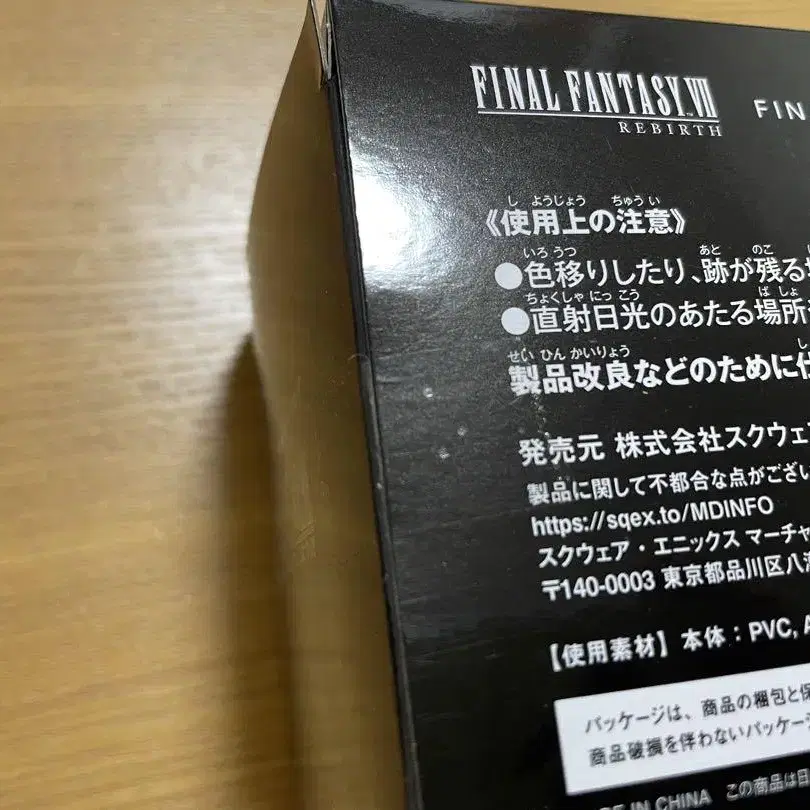 FINAL FANTASY VII
REBIRTH
FIN
しようじょう ちゅうい
《使用上の注意》
いろうつ あと のこ
●色移りしたり、跡が残る
ちょくしゃにっこう ばしょ
●直射日光のあたる場所
せいひんかいりょう し
製品改良などのために仕
発売元 株式会社スクウェア
製品に関して不都合な点がござい
https://sqex.to/MDINFO
スクウェア・エニックス マーチャ
〒140-0003 東京都品川区八潮
【使用素材】本体：PVC, A
パッケージは、商品の梱包と保
商品破損を伴わないパッケージ
IN CHINA この商品は日